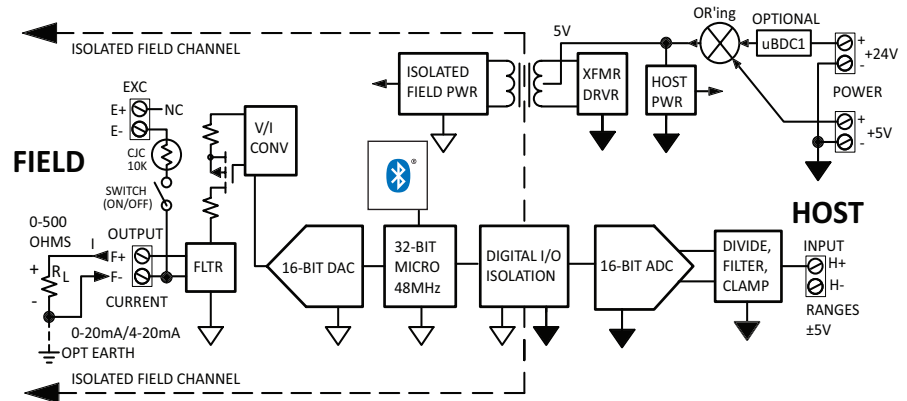 ISOLATED FIELD CHANNEL
OR'ing
OPTIONAL
uBDC1
+
+24V
-
5V
ISOLATED
FIELD PWR
XFMR
DRVR
HOST
PWR
POWER
+
+5V
-
EXC
E+
NC
E-
CJC
10K
V/I
CONV
FIELD
SWITCH
(ON/OFF)
®
HOST
0-500
OHMS
I
OUTPUT
F+
F-
CURRENT
+
R L
-
FLTR
16-BIT DAC
32-BIT
MICRO
48MHz
DIGITAL I/O
ISOLATION
16-BIT ADC
DIVIDE,
FILTER,
CLAMP
INPUT
H+
H-
RANGES
±5V
0-20mA/4-20mA
OPT EARTH
ISOLATED FIELD CHANNEL